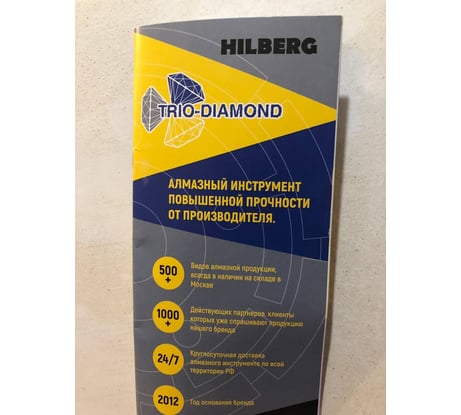 HILBERG
TRIO-DIAMOND
АЛМАЗНЫЙ ИНСТРУМЕНТ
ПОВЫШЕННОЙ ПРОЧНОСТИ
ОТ ПРОИЗВОДИТЕЛЯ.
500
+
Видов алмазной продукции,
всегда в наличии на складе в
Москве
1000
+
Действующих партнеров, клиенты
которых уже спрашивают продукцию
нашего бренда
24/7
Круглосуточная доставка
алмазного инструмента по всей
территории РФ
2012
Год основания бренда